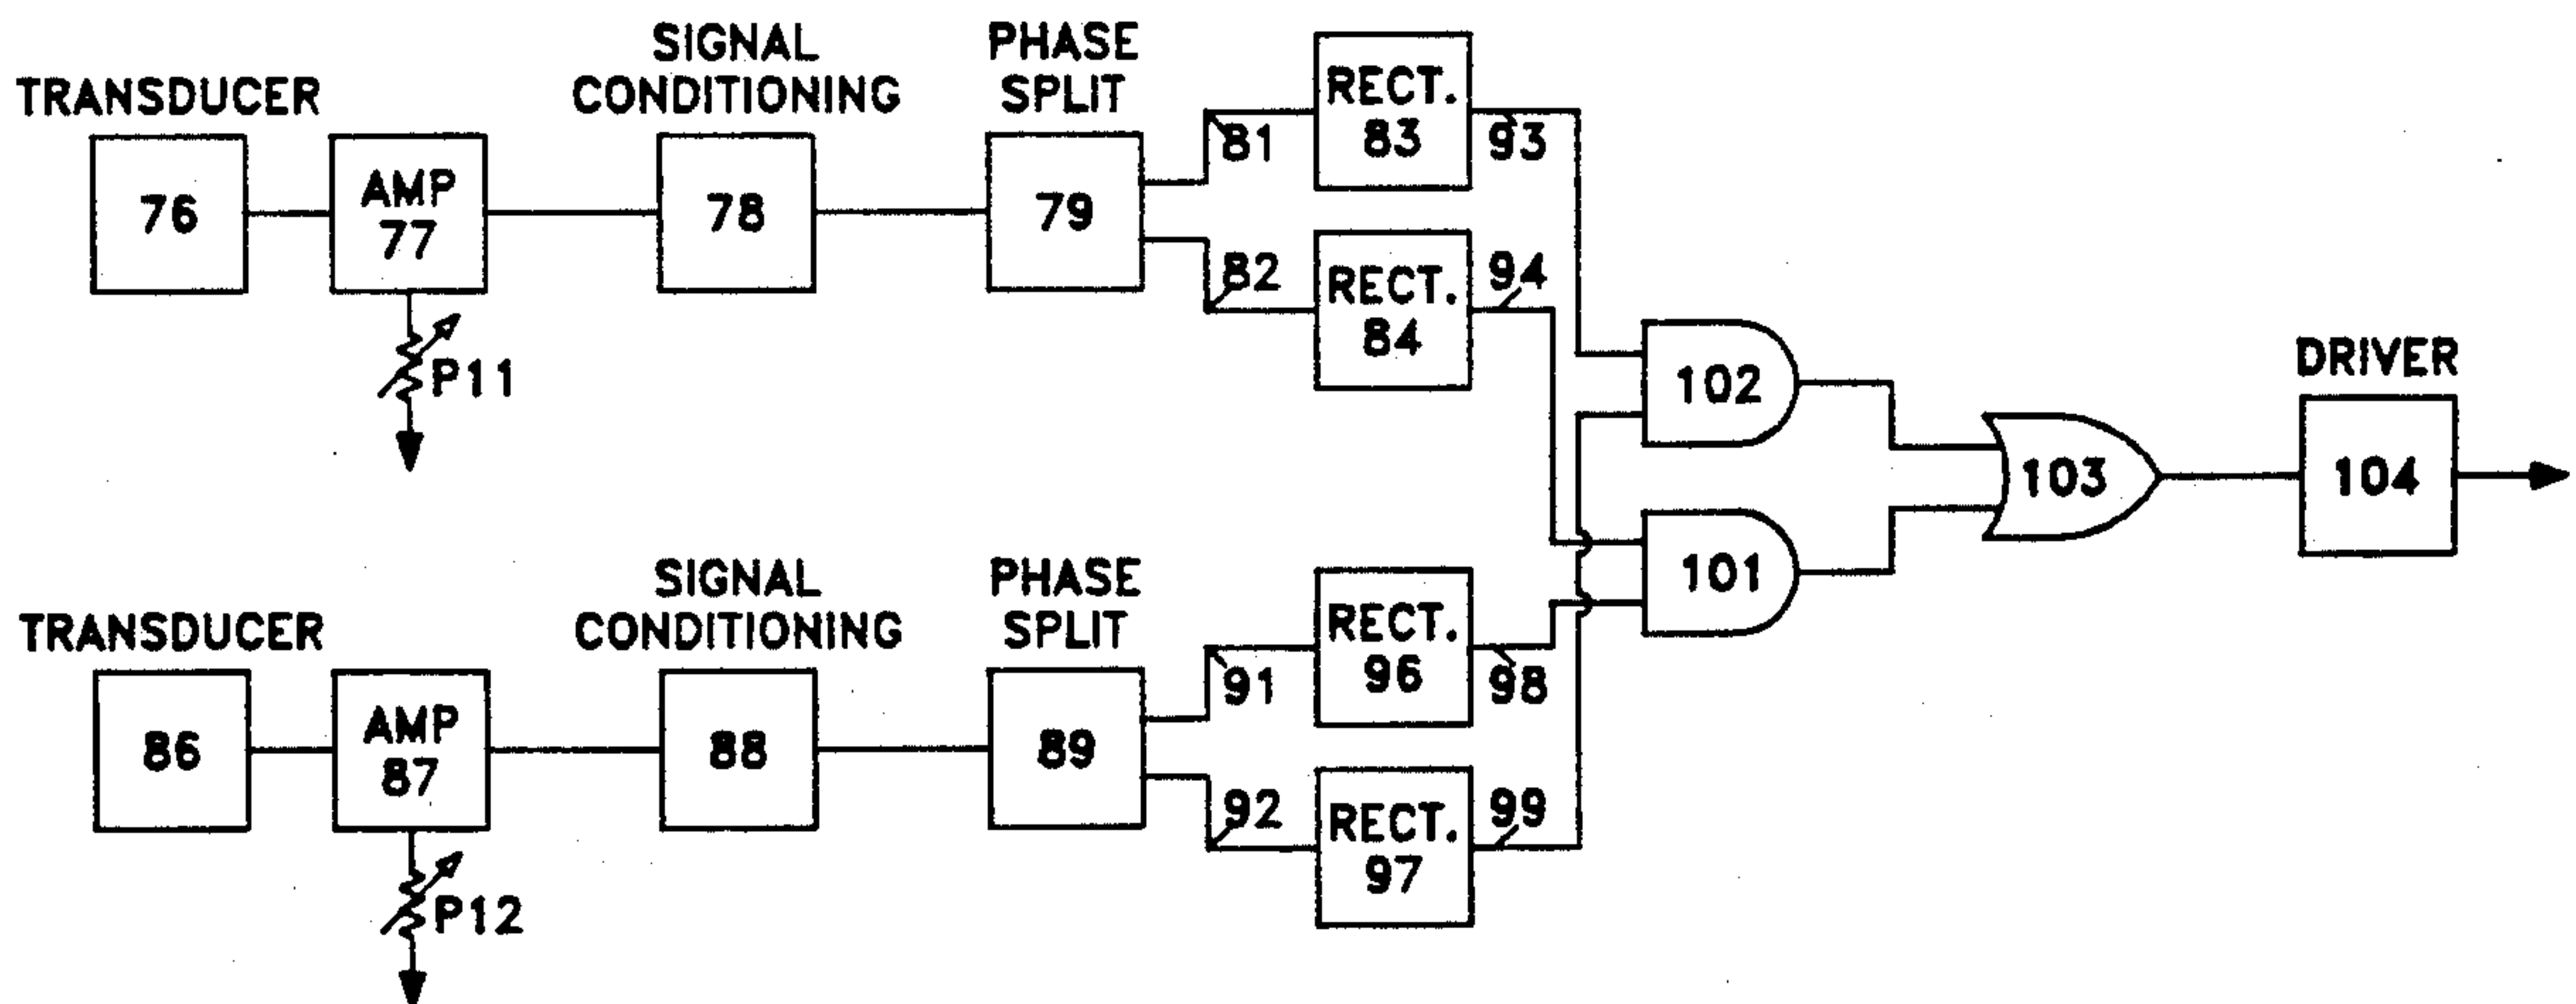 TRANSDUCER
76
AMP
77
P11
SIGNAL
CONDITIONING
78
PHASE
SPLIT
79
81
82
RECT.
83
93
RECT.
84
94
TRANSDUCER
86
AMP
87
P12
SIGNAL
CONDITIONING
88
PHASE
SPLIT
89
91
92
RECT.
96
98
RECT.
97
99
102
101
103
DRIVER
104